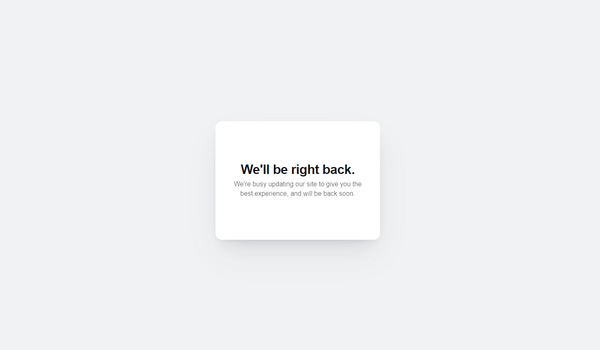 We'll be right back.
We're busy updating our site to give you the
best experience, and will be back soon.